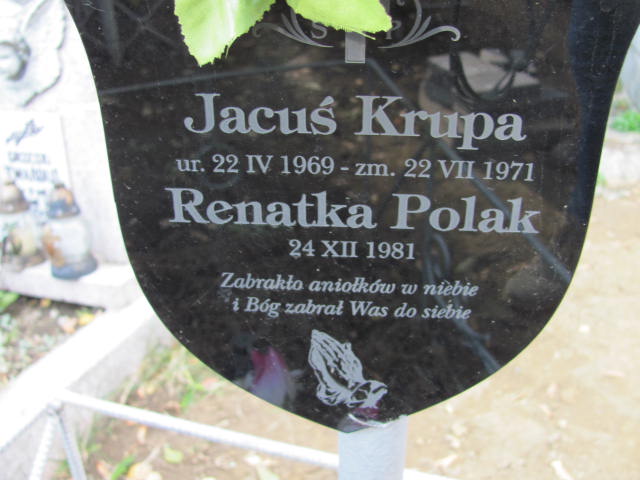 Ś P
Jacuś Krupa
ur. 22 IV 1969 - zm. 22 VII 1971
Renatka Polak
24 XII 1981
Zabrakło aniołków w niebie
i Bóg zabrał Was do siebie